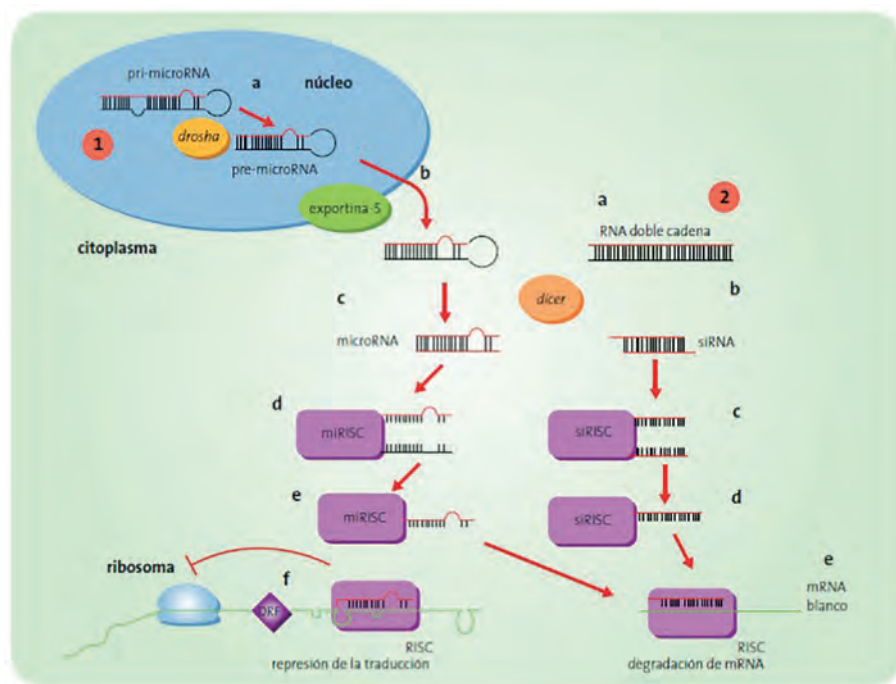 pri-microRNA
a
núcleo
1
drosha
pre-microRNA
b
exportina-5
citoplasma
a
2
RNA doble cadena
dicer
b
c
microRNA
siRNA
d
miRISC
c
siRISC
e
miRISC
d
siRISC
ribosoma
f
ORF
RISC
represión de la traducción
e
mRNA
blanco
RISC
degradación de mRNA